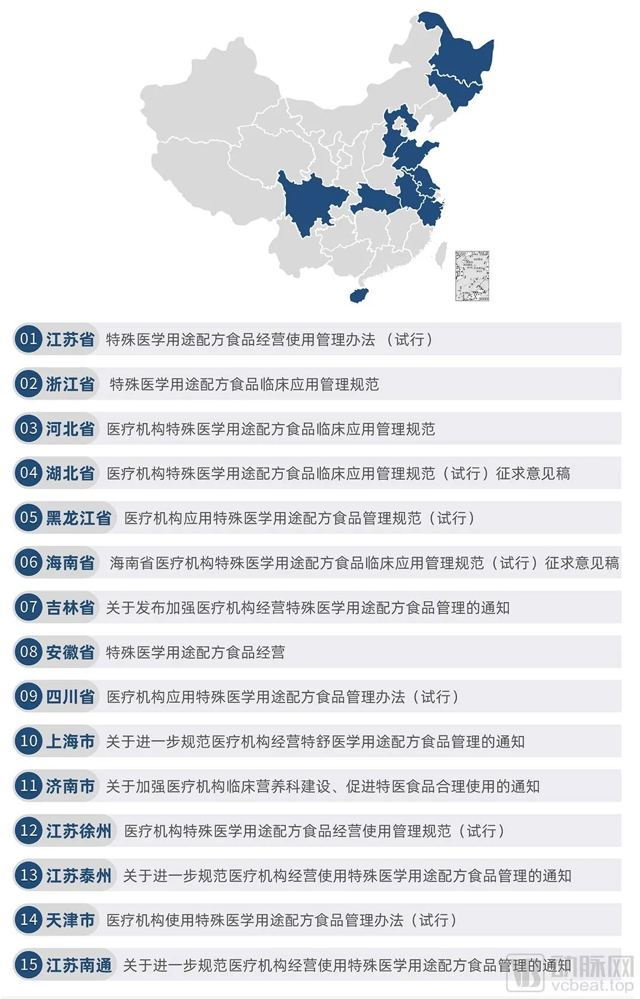 01 江苏省 特殊医学用途配方食品经营使用管理办法（试行）
02 浙江省 特殊医学用途配方食品临床应用管理规范
03 河北省 医疗机构特殊医学用途配方食品临床应用管理规范
04 湖北省 医疗机构特殊医学用途配方食品临床应用管理规范（试行）征求意见稿
05 黑龙江省 医疗机构应用特殊医学用途配方食品管理规范（试行）
06 海南省 海南省医疗机构特殊医学用途配方食品临床应用管理规范（试行）征求意见稿
07 吉林省 关于发布加强医疗机构经营特殊医学用途配方食品管理的通知
08 安徽省 特殊医学用途配方食品经营
09 四川省 医疗机构应用特殊医学用途配方食品管理办法（试行）
10 上海市 关于进一步规范医疗机构经营特舒医学用途配方食品管理的通知
11 济南市 关于加强医疗机构临床营养科建设、促进特医食品合理使用的通知
12 江苏徐州 医疗机构特殊医学用途配方食品经营使用管理规范（试行）
13 江苏泰州 关于进一步规范医疗机构经营使用特殊医学用途配方食品管理的通知
14 天津市 医疗机构使用特殊医学用途配方食品管理办法（试行）
15 江苏南通 关于进一步规范医疗机构经营使用特殊医学用途配方食品管理的通知
动脉网
vcbeat.top